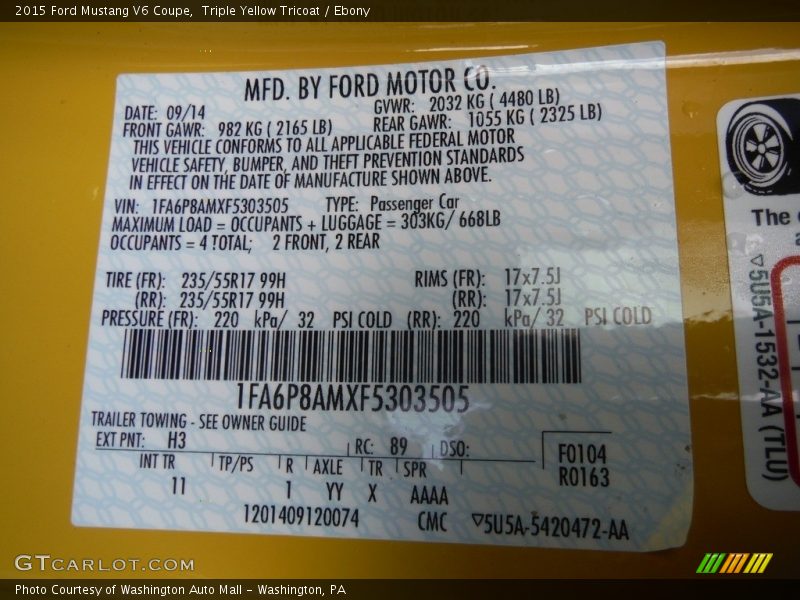 2015 Ford Mustang V6 Coupe,  Triple Yellow Tricoat / Ebony
MFD. BY FORD MOTOR CO.
DATE: 09/14 GVWR: 2032 KG ( 4480 LB)
FRONT GAWR: 982 KG ( 2165 LB) REAR GAWR: 1055 KG ( 2325 LB)
THIS VEHICLE CONFORMS TO ALL APPLICABLE FEDERAL MOTOR
VEHICLE SAFETY, BUMPER, AND THEFT PREVENTION STANDARDS
IN EFFECT ON THE DATE OF MANUFACTURE SHOWN ABOVE.
VIN: 1FA6P8AMXF5303505 TYPE: Passenger Car
MAXIMUM LOAD = OCCUPANTS + LUGGAGE = 303KG/ 668LB
OCCUPANTS = 4 TOTAL; 2 FRONT, 2 REAR
TIRE (FR): 235/55R17 99H RIMS (FR): 17x7.5J
(RR): 235/55R17 99H (RR): 17x7.5J
PRESSURE (FR): 220 kPa/ 32 PSI COLD (RR): 220 kPa/ 32 PSI COLD
1FA6P8AMXF5303505
TRAILER TOWING - SEE OWNER GUIDE
EXT PNT: H3 RC: 89 DSO: F0104
INT TR TP/PS R AXLE TR SPR R0163
11 1 YY X AAAA
1201409120074 CMC ▽5U5A-5420472-AA
The
▽5U5A-1532-AA (TLU)
GTCARLOT.COM
Photo Courtesy of Washington Auto Mall - Washington, PA